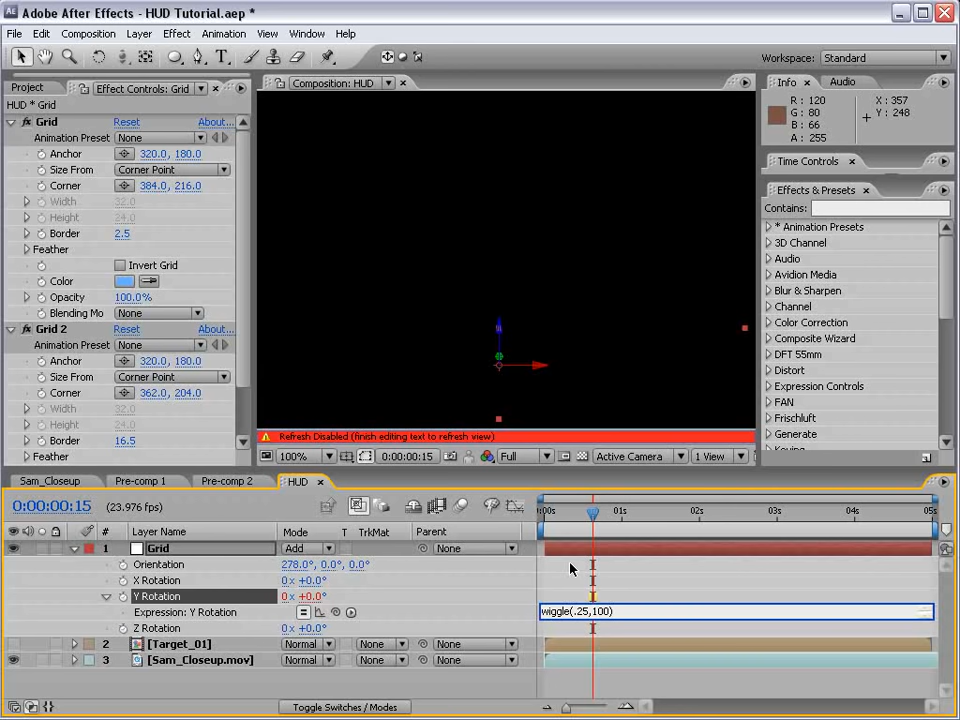 Adobe After Effects - HUD Tutorial.aep *
File Edit Composition Layer Effect Animation View Window Help
Workspace: Standard
Project Effect Controls: Grid
HUD * Grid
Grid Reset About...
Animation Preset None
Anchor 320.0, 180.0
Size From Corner Point
Corner 384.0, 216.0
Width 32.0
Height 24.0
Border 2.5
Feather
Invert Grid
Color
Opacity 100.0%
Blending Mo None
Grid 2 Reset About...
Animation Preset None
Anchor 320.0, 180.0
Size From Corner Point
Corner 362.0, 204.0
Width 32.0
Height 24.0
Border 16.5
Feather
Composition: HUD
Refresh Disabled (finish editing text to refresh view)
100% 0:00:00:15 Full Active Camera 1 View
Info Audio
R: 120 X: 357
G: 80 Y: 248
B: 66
A: 255
Time Controls
Effects & Presets
Contains:
* Animation Presets
3D Channel
Audio
Avidion Media
Blur & Sharpen
Channel
Color Correction
Composite Wizard
DFT 55mm
Distort
Expression Controls
FAN
Frischluft
Generate
Keying
Sam_Closeup Pre-comp 1 Pre-comp 2 HUD
0:00:00:15 (23.976 fps)
:00s 01s 02s 03s 04s 05s
# Layer Name Mode T TrkMat Parent
1 Grid Add None
Orientation 278.0°, 0.0°, 0.0°
X Rotation 0x+0.0°
Y Rotation 0x+0.0°
Expression: Y Rotation
wiggle(.25,100)
Z Rotation 0x+0.0°
2 [Target_01] Normal None None
3 [Sam_Closeup.mov] Normal None None
Toggle Switches / Modes